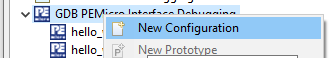 GDB PEMicro Interface Debugging
hello_
New Configuration
hello_
New Prototype